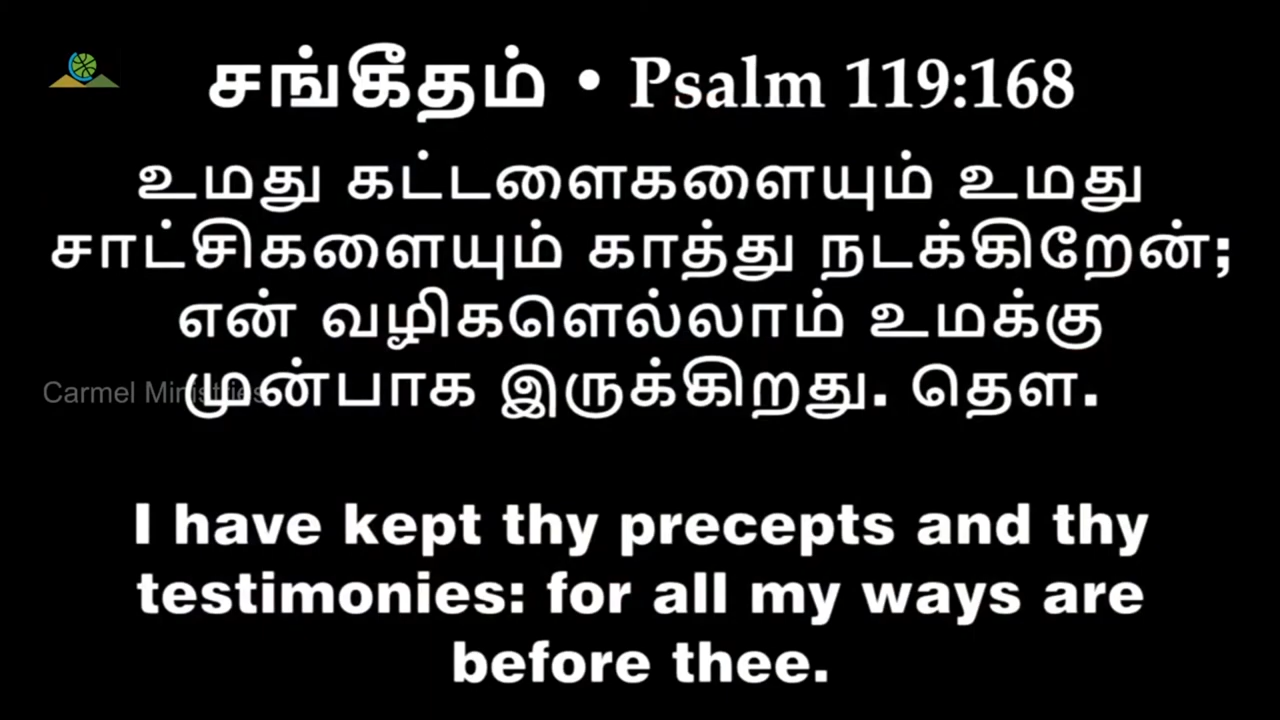 சங்கீதம் • Psalm 119:168
உமது கட்டளைகளையும் உமது
சாட்சிகளையும் காத்து நடக்கிறேன்;
என் வழிகளெல்லாம் உமக்கு
முன்பாக இருக்கிறது. தௌ.
Carmel Ministries
I have kept thy precepts and thy
testimonies: for all my ways are
before thee.